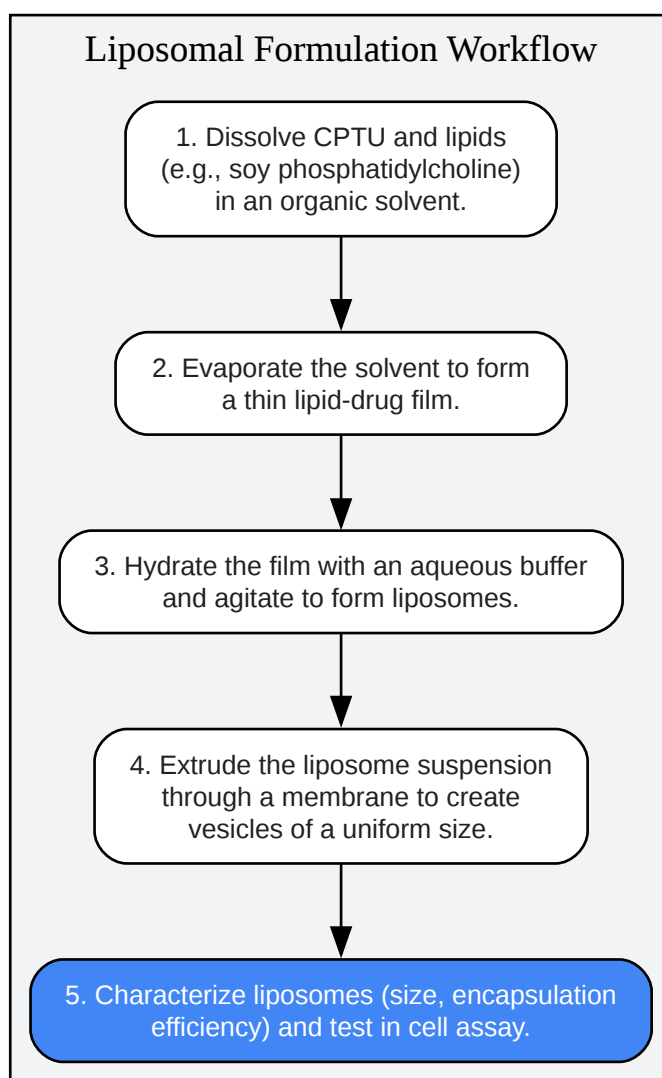 Liposomal Formulation Workflow
1. Dissolve CPTU and lipids
(e.g., soy phosphatidylcholine)
in an organic solvent.
2. Evaporate the solvent to form
a thin lipid-drug film.
3. Hydrate the film with an aqueous buffer
and agitate to form liposomes.
4. Extrude the liposome suspension
through a membrane to create
vesicles of a uniform size.
5. Characterize liposomes (size, encapsulation
efficiency) and test in cell assay.